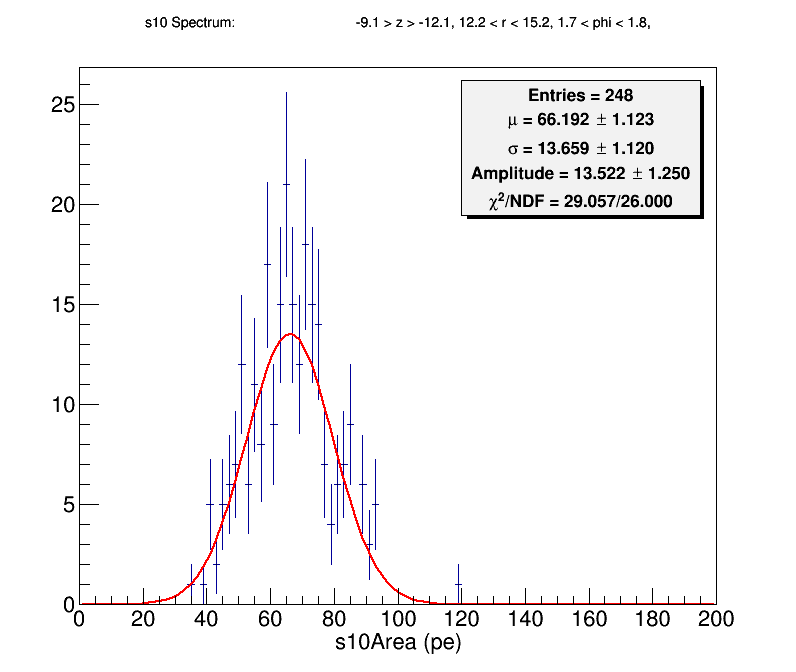 s10 Spectrum: -9.1 > z > -12.1, 12.2 < r < 15.2, 1.7 < phi < 1.8,
Entries = 248
μ = 66.192 ± 1.123
σ = 13.659 ± 1.120
Amplitude = 13.522 ± 1.250
χ²/NDF = 29.057/26.000
25
20
15
10
5
0
0 20 40 60 80 100 120 140 160 180 200
s10Area (pe)